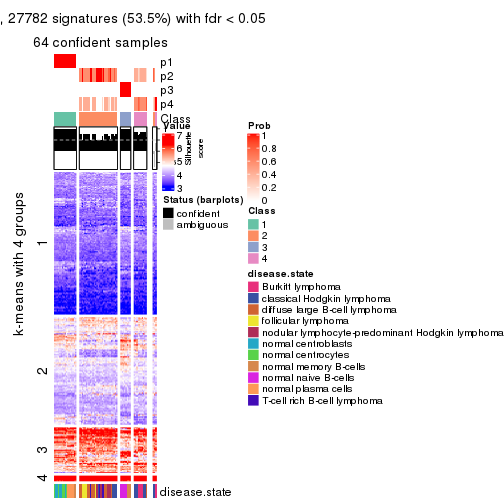 , 27782 signatures (53.5%) with fdr < 0.05
64 confident samples
p1
p2
p3
p4
Class
Value
7
6
5
4
3
Silhouette score
Prob
1
0.8
0.6
0.4
0.2
0
Status (barplots)
confident
ambiguous
Class
1
2
3
4
disease.state
Burkitt lymphoma
classical Hodgkin lymphoma
diffuse large B-cell lymphoma
follicular lymphoma
nodular lymphocyte-predominant Hodgkin lymphoma
normal centroblasts
normal centrocytes
normal memory B-cells
normal naive B-cells
normal plasma cells
T-cell rich B-cell lymphoma
k-means with 4 groups
1
2
3
4
disease.state